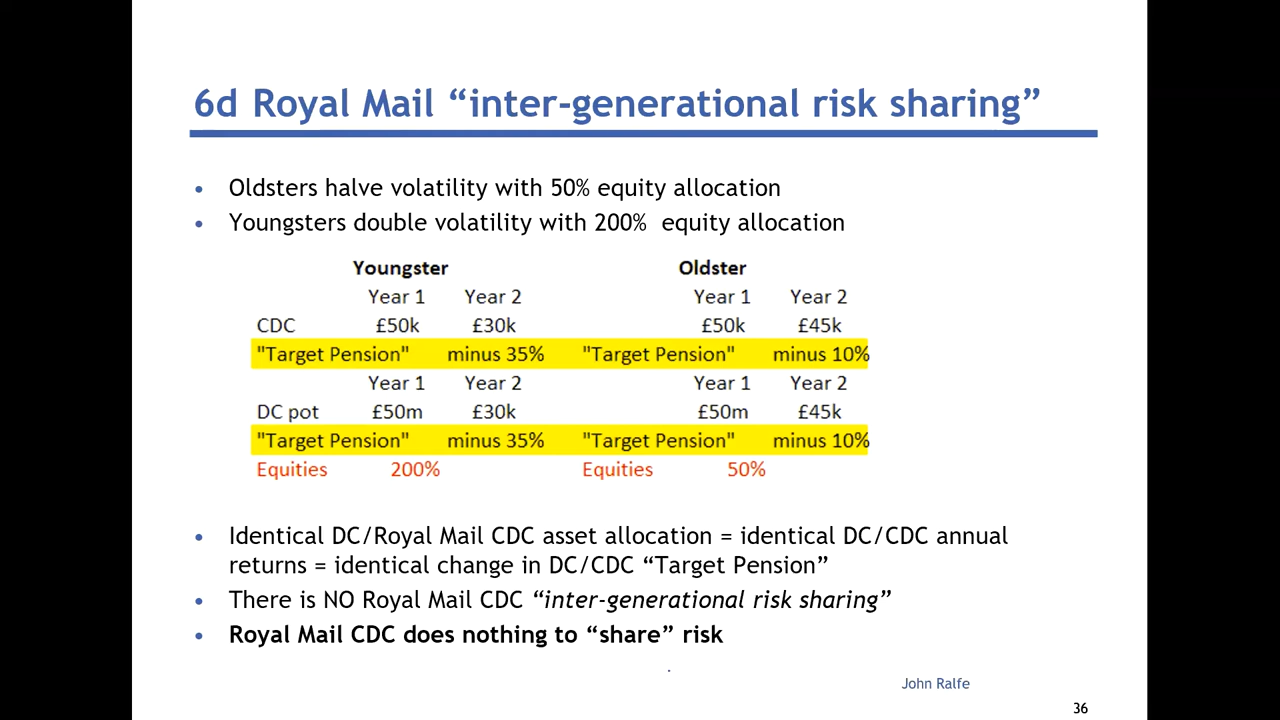 6d Royal Mail “inter-generational risk sharing”
• Oldsters halve volatility with 50% equity allocation
• Youngsters double volatility with 200% equity allocation
Youngster Oldster
Year 1 Year 2 Year 1 Year 2
CDC £50k £30k £50k £45k
"Target Pension" minus 35% "Target Pension" minus 10%
Year 1 Year 2 Year 1 Year 2
DC pot £50m £30k £50m £45k
"Target Pension" minus 35% "Target Pension" minus 10%
Equities 200% Equities 50%
• Identical DC/Royal Mail CDC asset allocation = identical DC/CDC annual
returns = identical change in DC/CDC “Target Pension”
• There is NO Royal Mail CDC “inter-generational risk sharing”
• Royal Mail CDC does nothing to “share” risk
.
John Ralfe
36